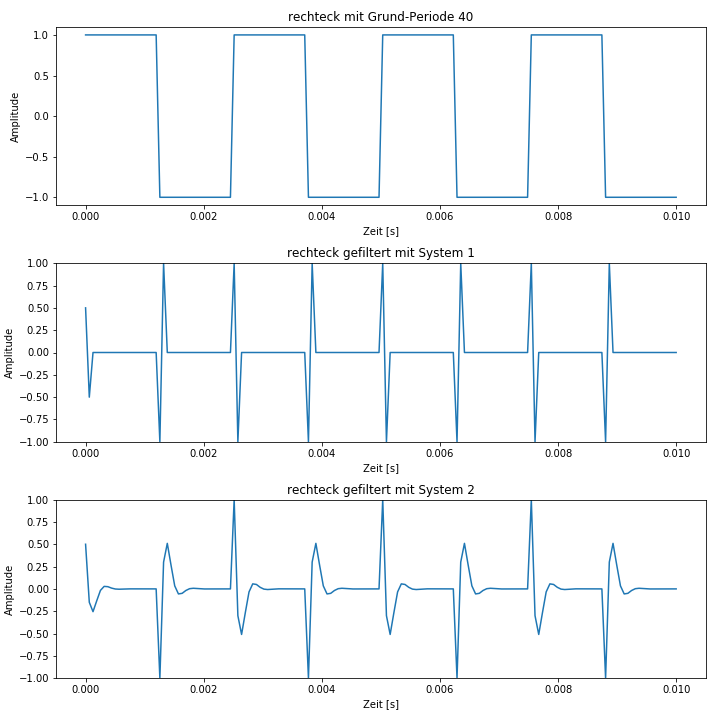 rechteck mit Grund-Periode 40
1.0
0.5
0.0
−0.5
−1.0
Amplitude
0.000 0.002 0.004 0.006 0.008 0.010
Zeit [s]
rechteck gefiltert mit System 1
1.00
0.75
0.50
0.25
0.00
−0.25
−0.50
−0.75
−1.00
Amplitude
0.000 0.002 0.004 0.006 0.008 0.010
Zeit [s]
rechteck gefiltert mit System 2
1.00
0.75
0.50
0.25
0.00
−0.25
−0.50
−0.75
−1.00
Amplitude
0.000 0.002 0.004 0.006 0.008 0.010
Zeit [s]